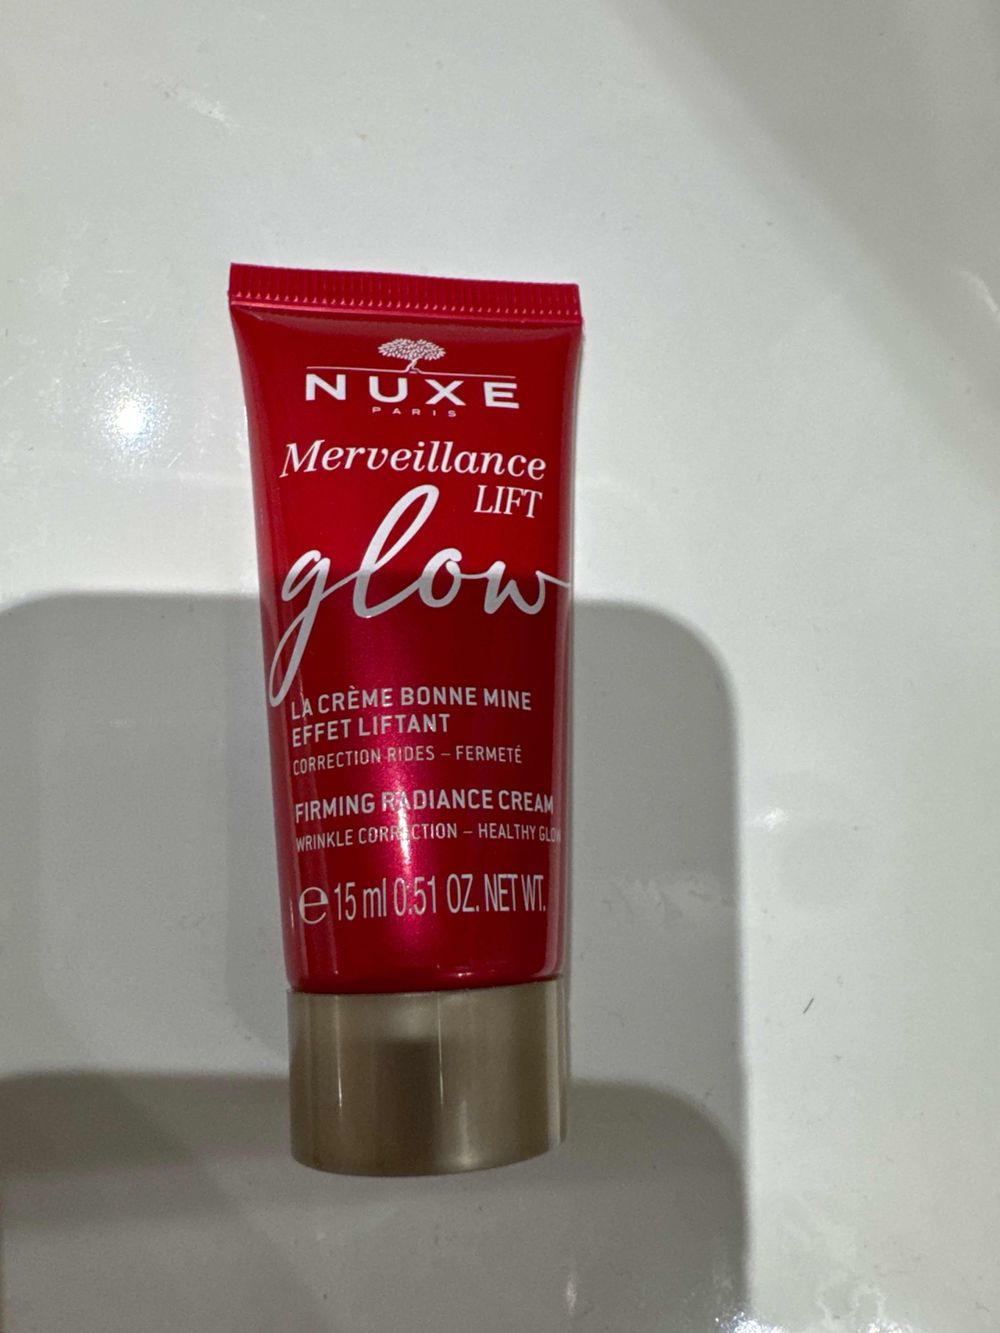 NUXE
PARIS
Merveillance
LIFT
glow
LA CRÈME BONNE MINE
EFFET LIFTANT
CORRECTION RIDES – FERMETÉ
FIRMING RADIANCE CREAM
WRINKLE CORRECTION – HEALTHY GLOW
℮ 15 ml 0.51 OZ. NET WT.